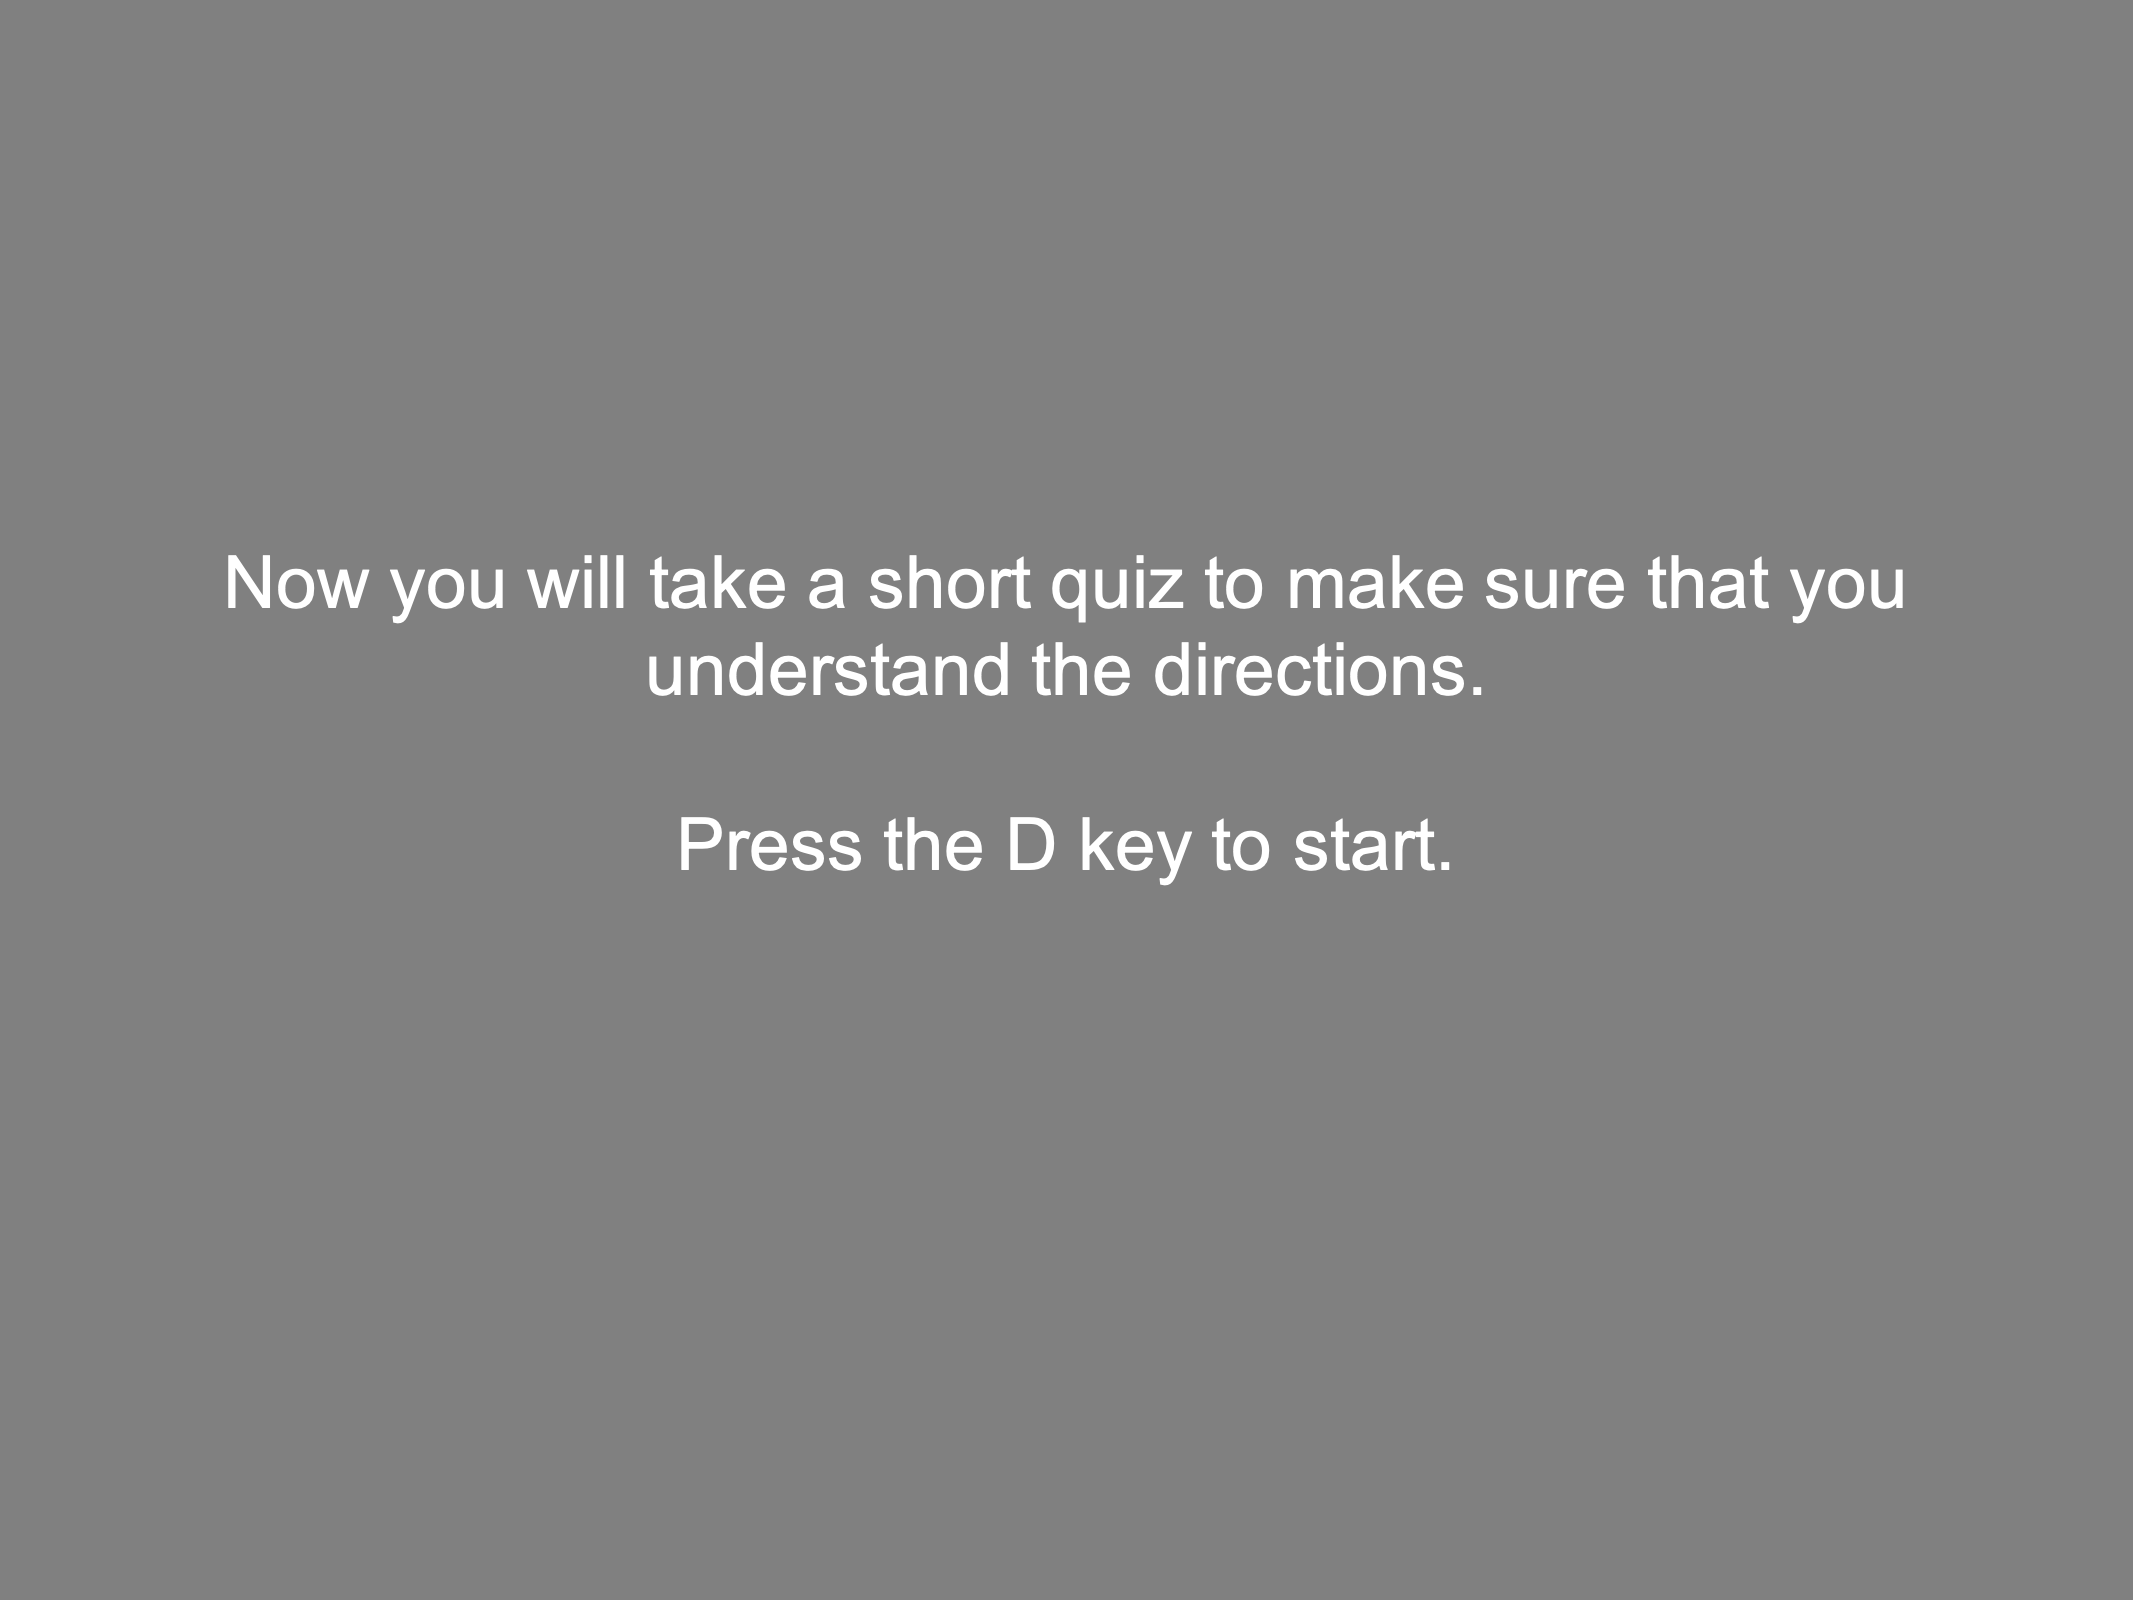 Now you will take a short quiz to make sure that you
understand the directions.
Press the D key to start.